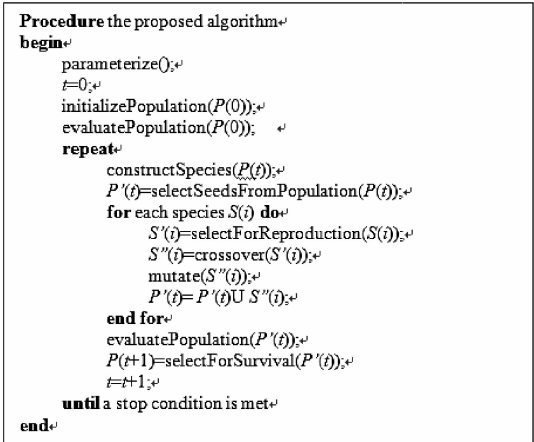 Procedure the proposed algorithm↵
begin↵
parameterize();↵
t=0;↵
initializePopulation(P(0));↵
evaluatePopulation(P(0)); ↵
repeat↵
constructSpecies(P(t));↵
P'(t)=selectSeedsFromPopulation(P(t));↵
for each species S(i) do↵
S'(i)=selectForReproduction(S(i));↵
S''(i)=crossover(S'(i));↵
mutate(S''(i));↵
P'(t)= P'(t)U S''(i);↵
end for↵
evaluatePopulation(P'(t));↵
P(t+1)=selectForSurvival(P'(t));↵
t=t+1;↵
until a stop condition is met↵
end↵